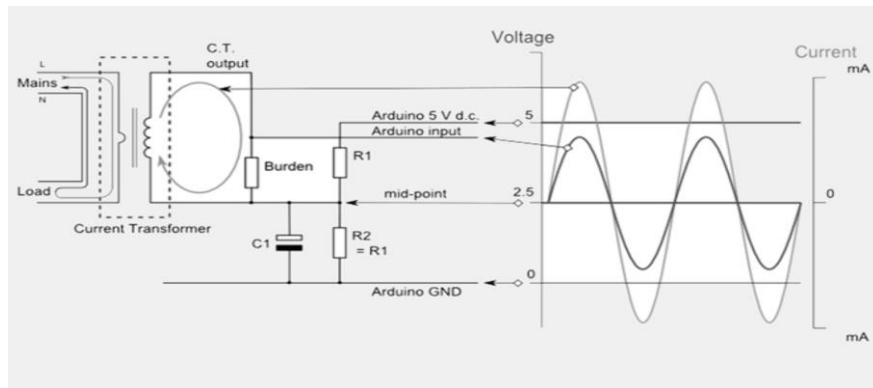 Voltage
Current
C.T.
output
mA
L
Mains
N
Arduino 5 V d.c.
5
Arduino input
Burden
R1
mid-point
2.5
0
Load
Current Transformer
C1
R2
= R1
0
Arduino GND
mA